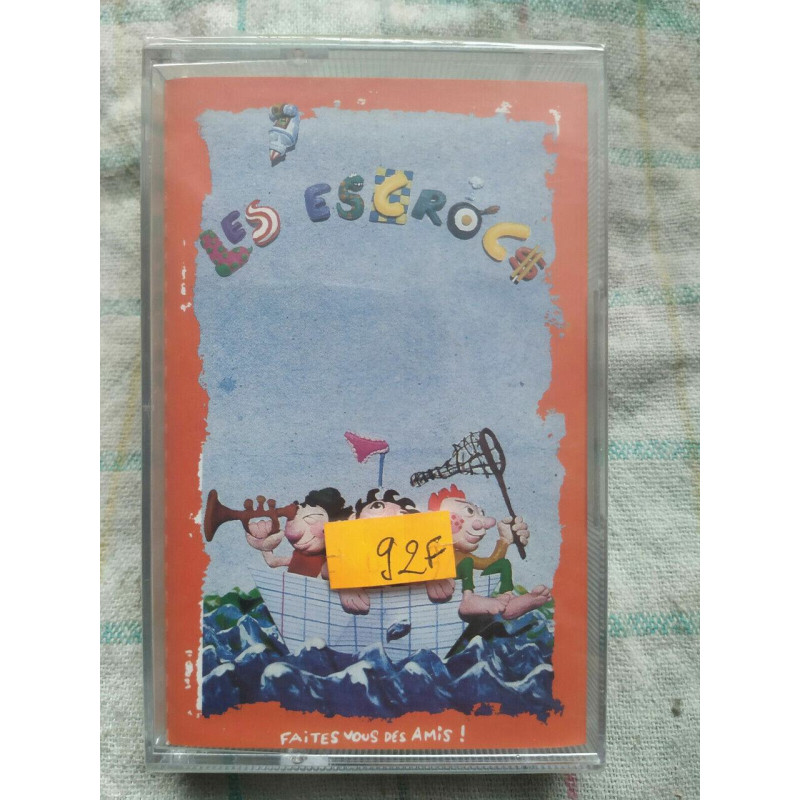 LES ESCROCS
92F
FAITES VOUS DES AMIS !